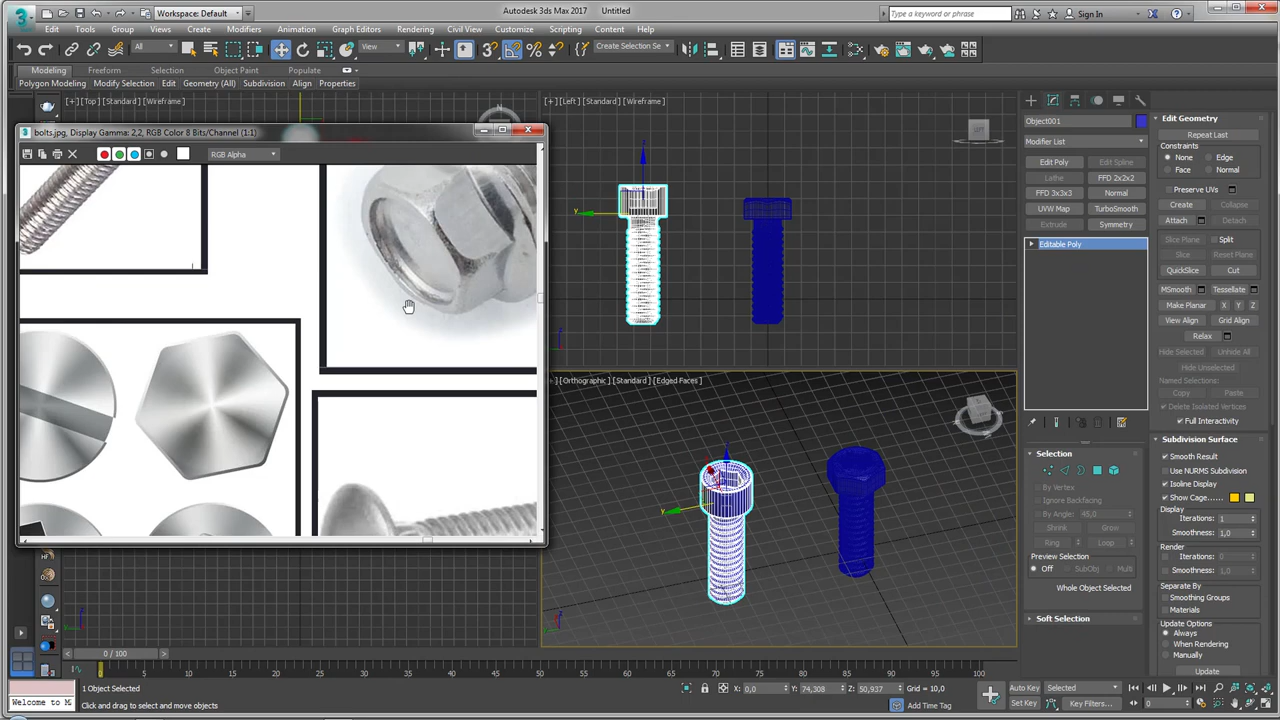 Workspace: Default
Autodesk 3ds Max 2017
Untitled
Type a keyword or phrase
Sign In
Edit
Tools
Group
Views
Create
Modifiers
Animation
Graph Editors
Rendering
Civil View
Customize
Scripting
Content
Help
All
View
Create Selection Se
Modeling
Freeform
Selection
Object Paint
Populate
Polygon Modeling
Modify Selection
Edit
Geometry (All)
Subdivision
Align
Properties
[+] [Top] [Standard] [Wireframe]
[+] [Left] [Standard] [Wireframe]
bolts.jpg, Display Gamma: 2,2, RGB Color 8 Bits/Channel (1:1)
RGB Alpha
[Orthographic] [Standard] [Edged Faces]
Object001
Modifier List
Edit Poly
Edit Spline
Lathe
FFD 2x2x2
FFD 3x3x3
Normal
UVW Map
TurboSmooth
Extrude
Symmetry
Editable Poly
Selection
By Vertex
Ignore Backfacing
By Angle:
45,0
Shrink
Grow
Ring
Loop
Preview Selection
Off
SubObj
Multi
Whole Object Selected
Soft Selection
Edit Geometry
Repeat Last
Constraints
None
Edge
Face
Normal
Preserve UVs
Create
Collapse
Attach
Detach
Slice Plane
Split
Slice
Reset Plane
QuickSlice
Cut
MSmooth
Tessellate
Make Planar
X
Y
Z
View Align
Grid Align
Relax
Hide Selected
Unhide All
Hide Unselected
Named Selections:
Copy
Paste
Delete Isolated Vertices
Full Interactivity
Subdivision Surface
Smooth Result
Use NURMS Subdivision
Isoline Display
Show Cage......
Display
Iterations: 1
Smoothness: 1,0
Render
Iterations: 0
Smoothness: 1,0
Separate By
Smoothing Groups
Materials
Update Options
Always
When Rendering
Manually
Update
0 / 100
0
5
10
15
20
25
30
35
40
45
50
55
60
65
70
75
80
85
90
95
100
1 Object Selected
X: 0,0
Y: 74,308
Z: 50,937
Grid = 10,0
Auto Key
Selected
Welcome to M
Click and drag to select and move objects
Add Time Tag
Set Key
Key Filters...
0